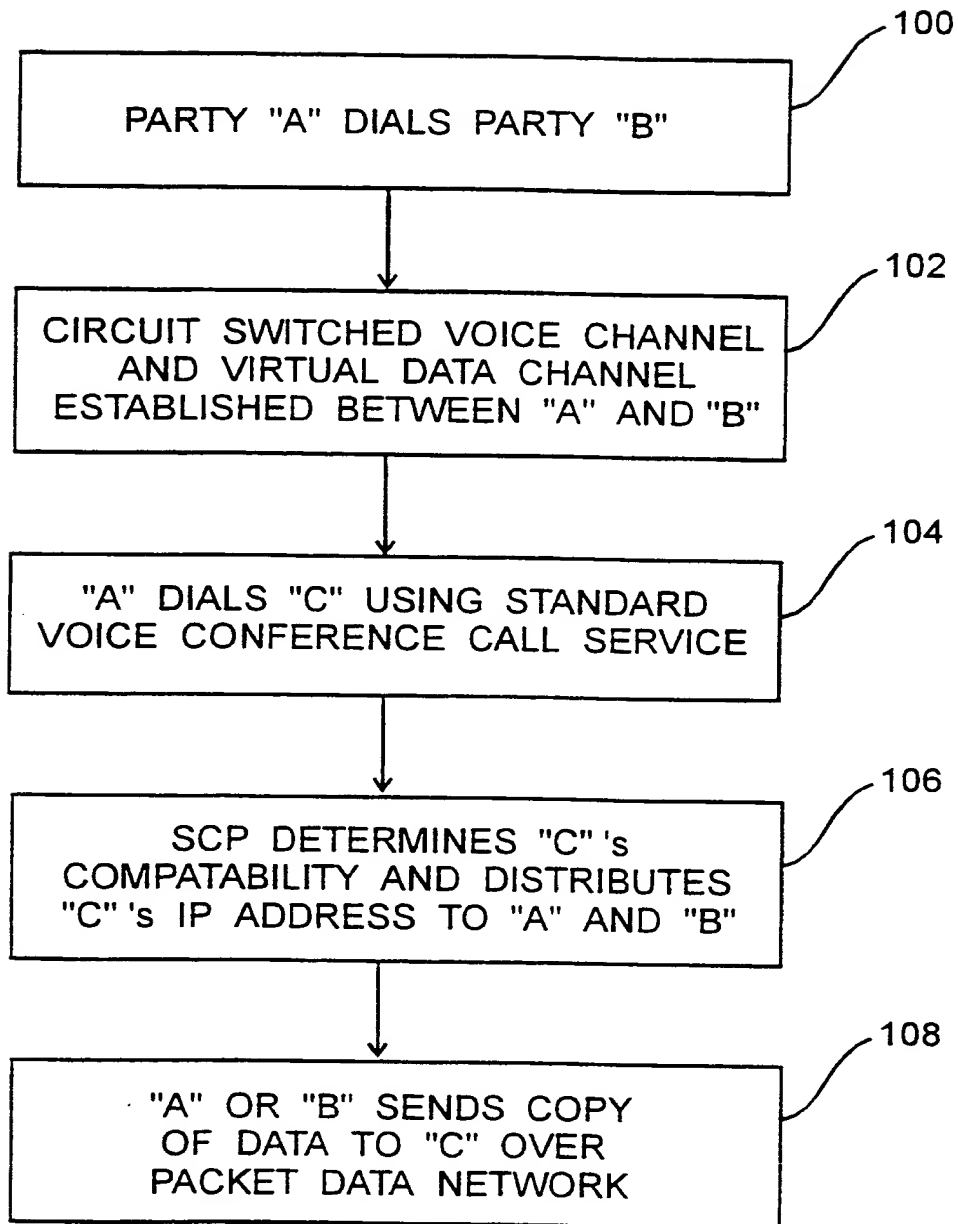 100
PARTY "A" DIALS PARTY "B"
102
CIRCUIT SWITCHED VOICE CHANNEL
AND VIRTUAL DATA CHANNEL
ESTABLISHED BETWEEN "A" AND "B"
104
"A" DIALS "C" USING STANDARD
VOICE CONFERENCE CALL SERVICE
106
SCP DETERMINES "C"'s
COMPATABILITY AND DISTRIBUTES
"C"'s IP ADDRESS TO "A" AND "B"
108
"A" OR "B" SENDS COPY
OF DATA TO "C" OVER
PACKET DATA NETWORK